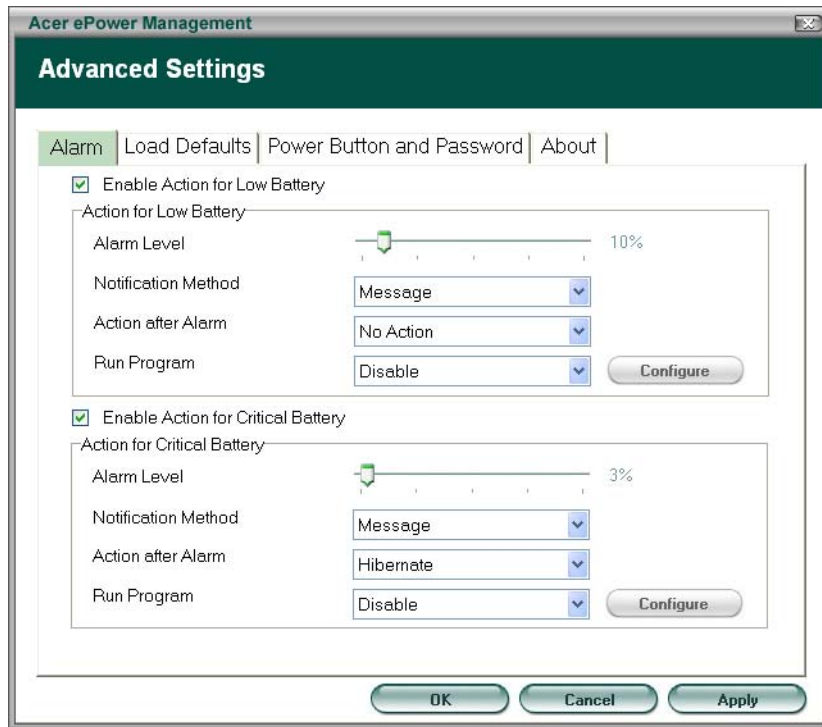 Acer ePower Management
Advanced Settings
Alarm Load Defaults Power Button and Password About
Enable Action for Low Battery
Action for Low Battery
Alarm Level 10%
Notification Method Message
Action after Alarm No Action
Run Program Disable Configure
Enable Action for Critical Battery
Action for Critical Battery
Alarm Level 3%
Notification Method Message
Action after Alarm Hibernate
Run Program Disable Configure
OK Cancel Apply